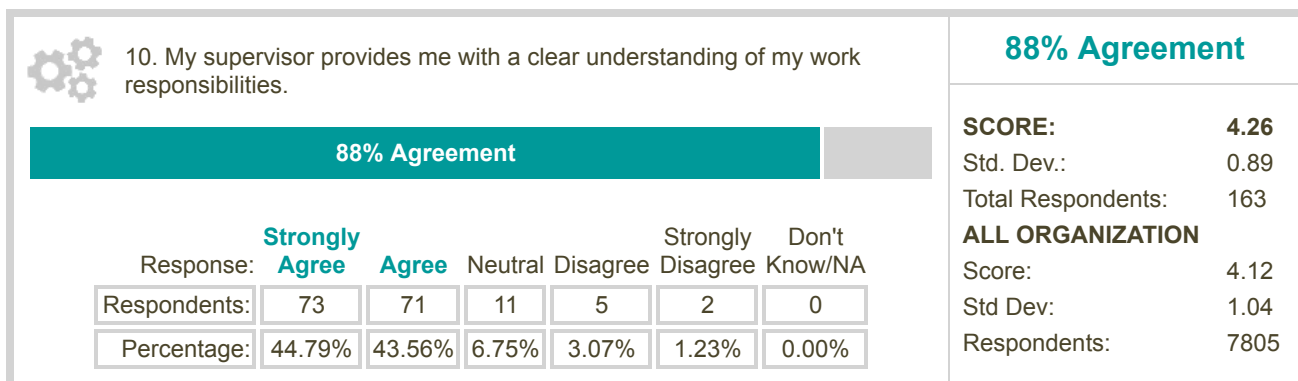 10. My supervisor provides me with a clear understanding of my work
responsibilities.
88% Agreement
Response: Strongly Agree Agree Neutral Disagree Strongly Disagree Don't Know/NA
Respondents: 73 71 11 5 2 0
Percentage: 44.79% 43.56% 6.75% 3.07% 1.23% 0.00%
88% Agreement
SCORE: 4.26
Std. Dev.: 0.89
Total Respondents: 163
ALL ORGANIZATION
Score: 4.12
Std Dev: 1.04
Respondents: 7805